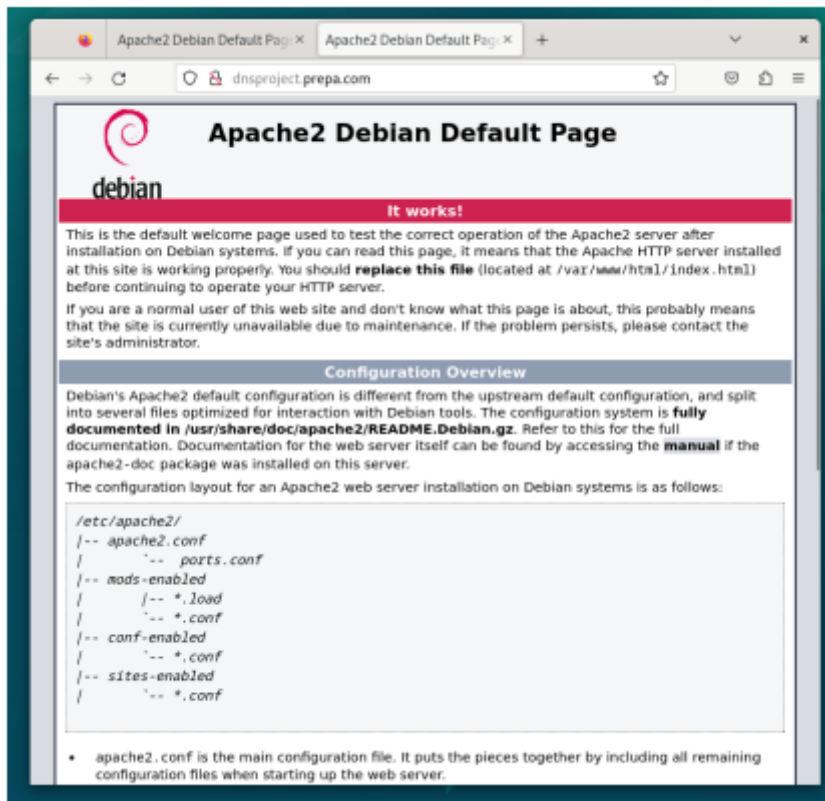 Apache2 Debian Default Pag
Apache2 Debian Default Pag
dnsproject.prepa.com
debian
Apache2 Debian Default Page
It works!
This is the default welcome page used to test the correct operation of the Apache2 server after
installation on Debian systems. If you can read this page, it means that the Apache HTTP server installed
at this site is working properly. You should replace this file (located at /var/www/html/index.html)
before continuing to operate your HTTP server.
If you are a normal user of this web site and don't know what this page is about, this probably means
that the site is currently unavailable due to maintenance. If the problem persists, please contact the
site's administrator.
Configuration Overview
Debian's Apache2 default configuration is different from the upstream default configuration, and split
into several files optimized for interaction with Debian tools. The configuration system is fully
documented in /usr/share/doc/apache2/README.Debian.gz. Refer to this for the full
documentation. Documentation for the web server itself can be found by accessing the manual if the
apache2-doc package was installed on this server.
The configuration layout for an Apache2 web server installation on Debian systems is as follows:
/etc/apache2/
|-- apache2.conf
|       `--  ports.conf
|-- mods-enabled
|       |-- *.load
|       `-- *.conf
|-- conf-enabled
|       `-- *.conf
|-- sites-enabled
|       `-- *.conf
• apache2.conf is the main configuration file. It puts the pieces together by including all remaining
configuration files when starting up the web server.